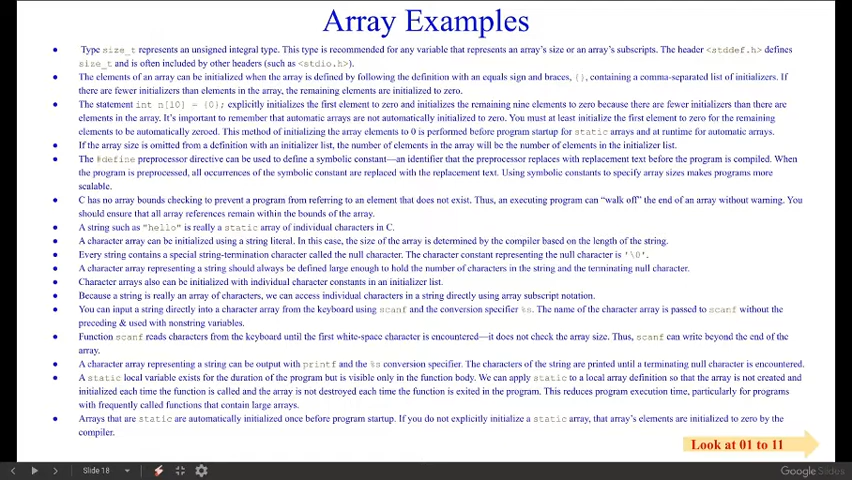 Array Examples
• Type size_t represents an unsigned integral type. This type is recommended for any variable that represents an array's size or an array's subscripts. The header <stddef.h> defines
size_t and is often included by other headers (such as <stdio.h>).
• The elements of an array can be initialized when the array is defined by following the definition with an equals sign and braces, {}, containing a comma-separated list of initializers. If
there are fewer initializers than elements in the array, the remaining elements are initialized to zero.
• The statement int n[10] = {0}; explicitly initializes the first element to zero and initializes the remaining nine elements to zero because there are fewer initializers than there are
elements in the array. It's important to remember that automatic arrays are not automatically initialized to zero. You must at least initialize the first element to zero for the remaining
elements to be automatically zeroed. This method of initializing the array elements to 0 is performed before program startup for static arrays and at runtime for automatic arrays.
• If the array size is omitted from a definition with an initializer list, the number of elements in the array will be the number of elements in the initializer list.
• The #define preprocessor directive can be used to define a symbolic constant—an identifier that the preprocessor replaces with replacement text before the program is compiled. When
the program is preprocessed, all occurrences of the symbolic constant are replaced with the replacement text. Using symbolic constants to specify array sizes makes programs more
scalable.
• C has no array bounds checking to prevent a program from referring to an element that does not exist. Thus, an executing program can "walk off" the end of an array without warning. You
should ensure that all array references remain within the bounds of the array.
• A string such as "hello" is really a static array of individual characters in C.
• A character array can be initialized using a string literal. In this case, the size of the array is determined by the compiler based on the length of the string.
• Every string contains a special string-termination character called the null character. The character constant representing the null character is '\0'.
• A character array representing a string should always be defined large enough to hold the number of characters in the string and the terminating null character.
• Character arrays also can be initialized with individual character constants in an initializer list.
• Because a string is really an array of characters, we can access individual characters in a string directly using array subscript notation.
• You can input a string directly into a character array from the keyboard using scanf and the conversion specifier %s. The name of the character array is passed to scanf without the
preceding & used with nonstring variables.
• Function scanf reads characters from the keyboard until the first white-space character is encountered—it does not check the array size. Thus, scanf can write beyond the end of the
array.
• A character array representing a string can be output with printf and the %s conversion specifier. The characters of the string are printed until a terminating null character is encountered.
• A static local variable exists for the duration of the program but is visible only in the function body. We can apply static to a local array definition so that the array is not created and
initialized each time the function is called and the array is not destroyed each time the function is exited in the program. This reduces program execution time, particularly for programs
with frequently called functions that contain large arrays.
• Arrays that are static are automatically initialized once before program startup. If you do not explicitly initialize a static array, that array's elements are initialized to zero by the
compiler.
Look at 01 to 11
Slide 18
Google Slides